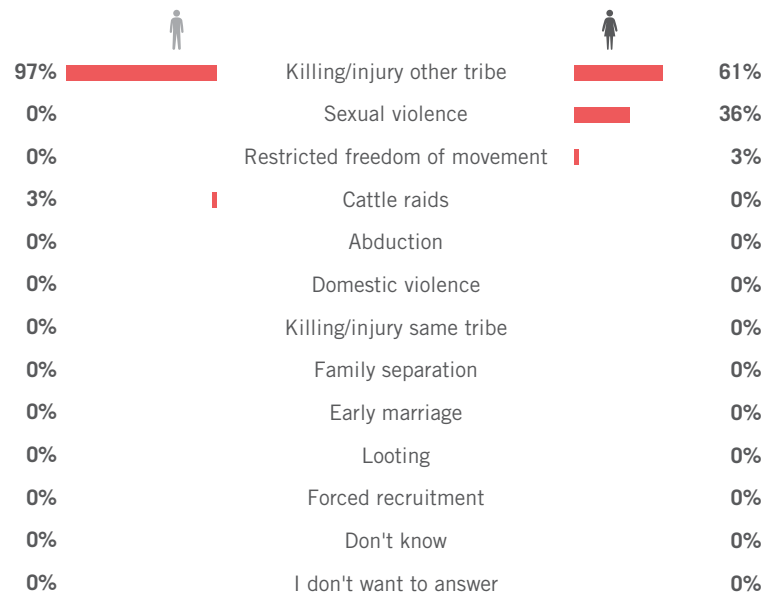 97% Killing/injury other tribe 61%
0% Sexual violence 36%
0% Restricted freedom of movement 3%
3% Cattle raids 0%
0% Abduction 0%
0% Domestic violence 0%
0% Killing/injury same tribe 0%
0% Family separation 0%
0% Early marriage 0%
0% Looting 0%
0% Forced recruitment 0%
0% Don't know 0%
0% I don't want to answer 0%